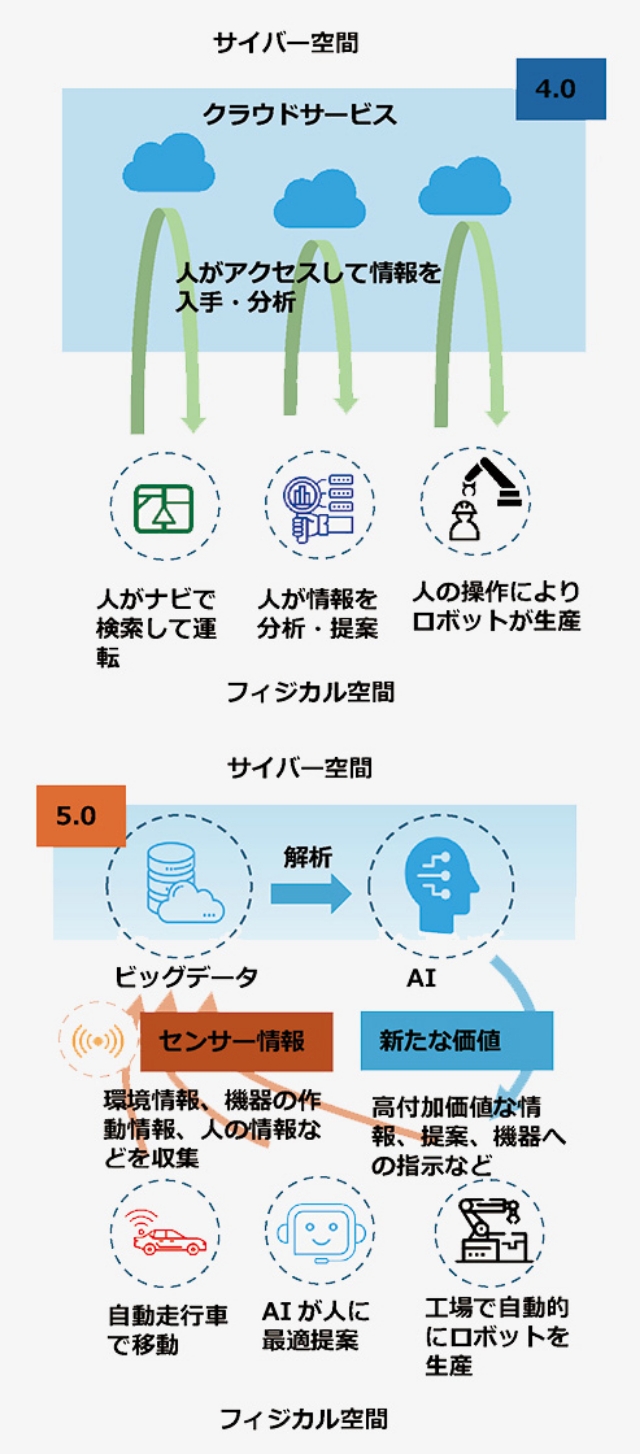 サイバー空間
4.0
クラウドサービス
人がアクセスして情報を
入手・分析
人がナビで
検索して運
転
人が情報を
分析・提案
人の操作により
ロボットが生産
フィジカル空間
サイバー空間
5.0
解析
ビッグデータ
AI
センサー情報
新たな価値
環境情報、機器の作
動情報、人の情報な
どを収集
高付加価値な情
報、提案、機器へ
の指示など
自動走行車
で移動
AIが人に
最適提案
工場で自動的
にロボットを
生産
フィジカル空間